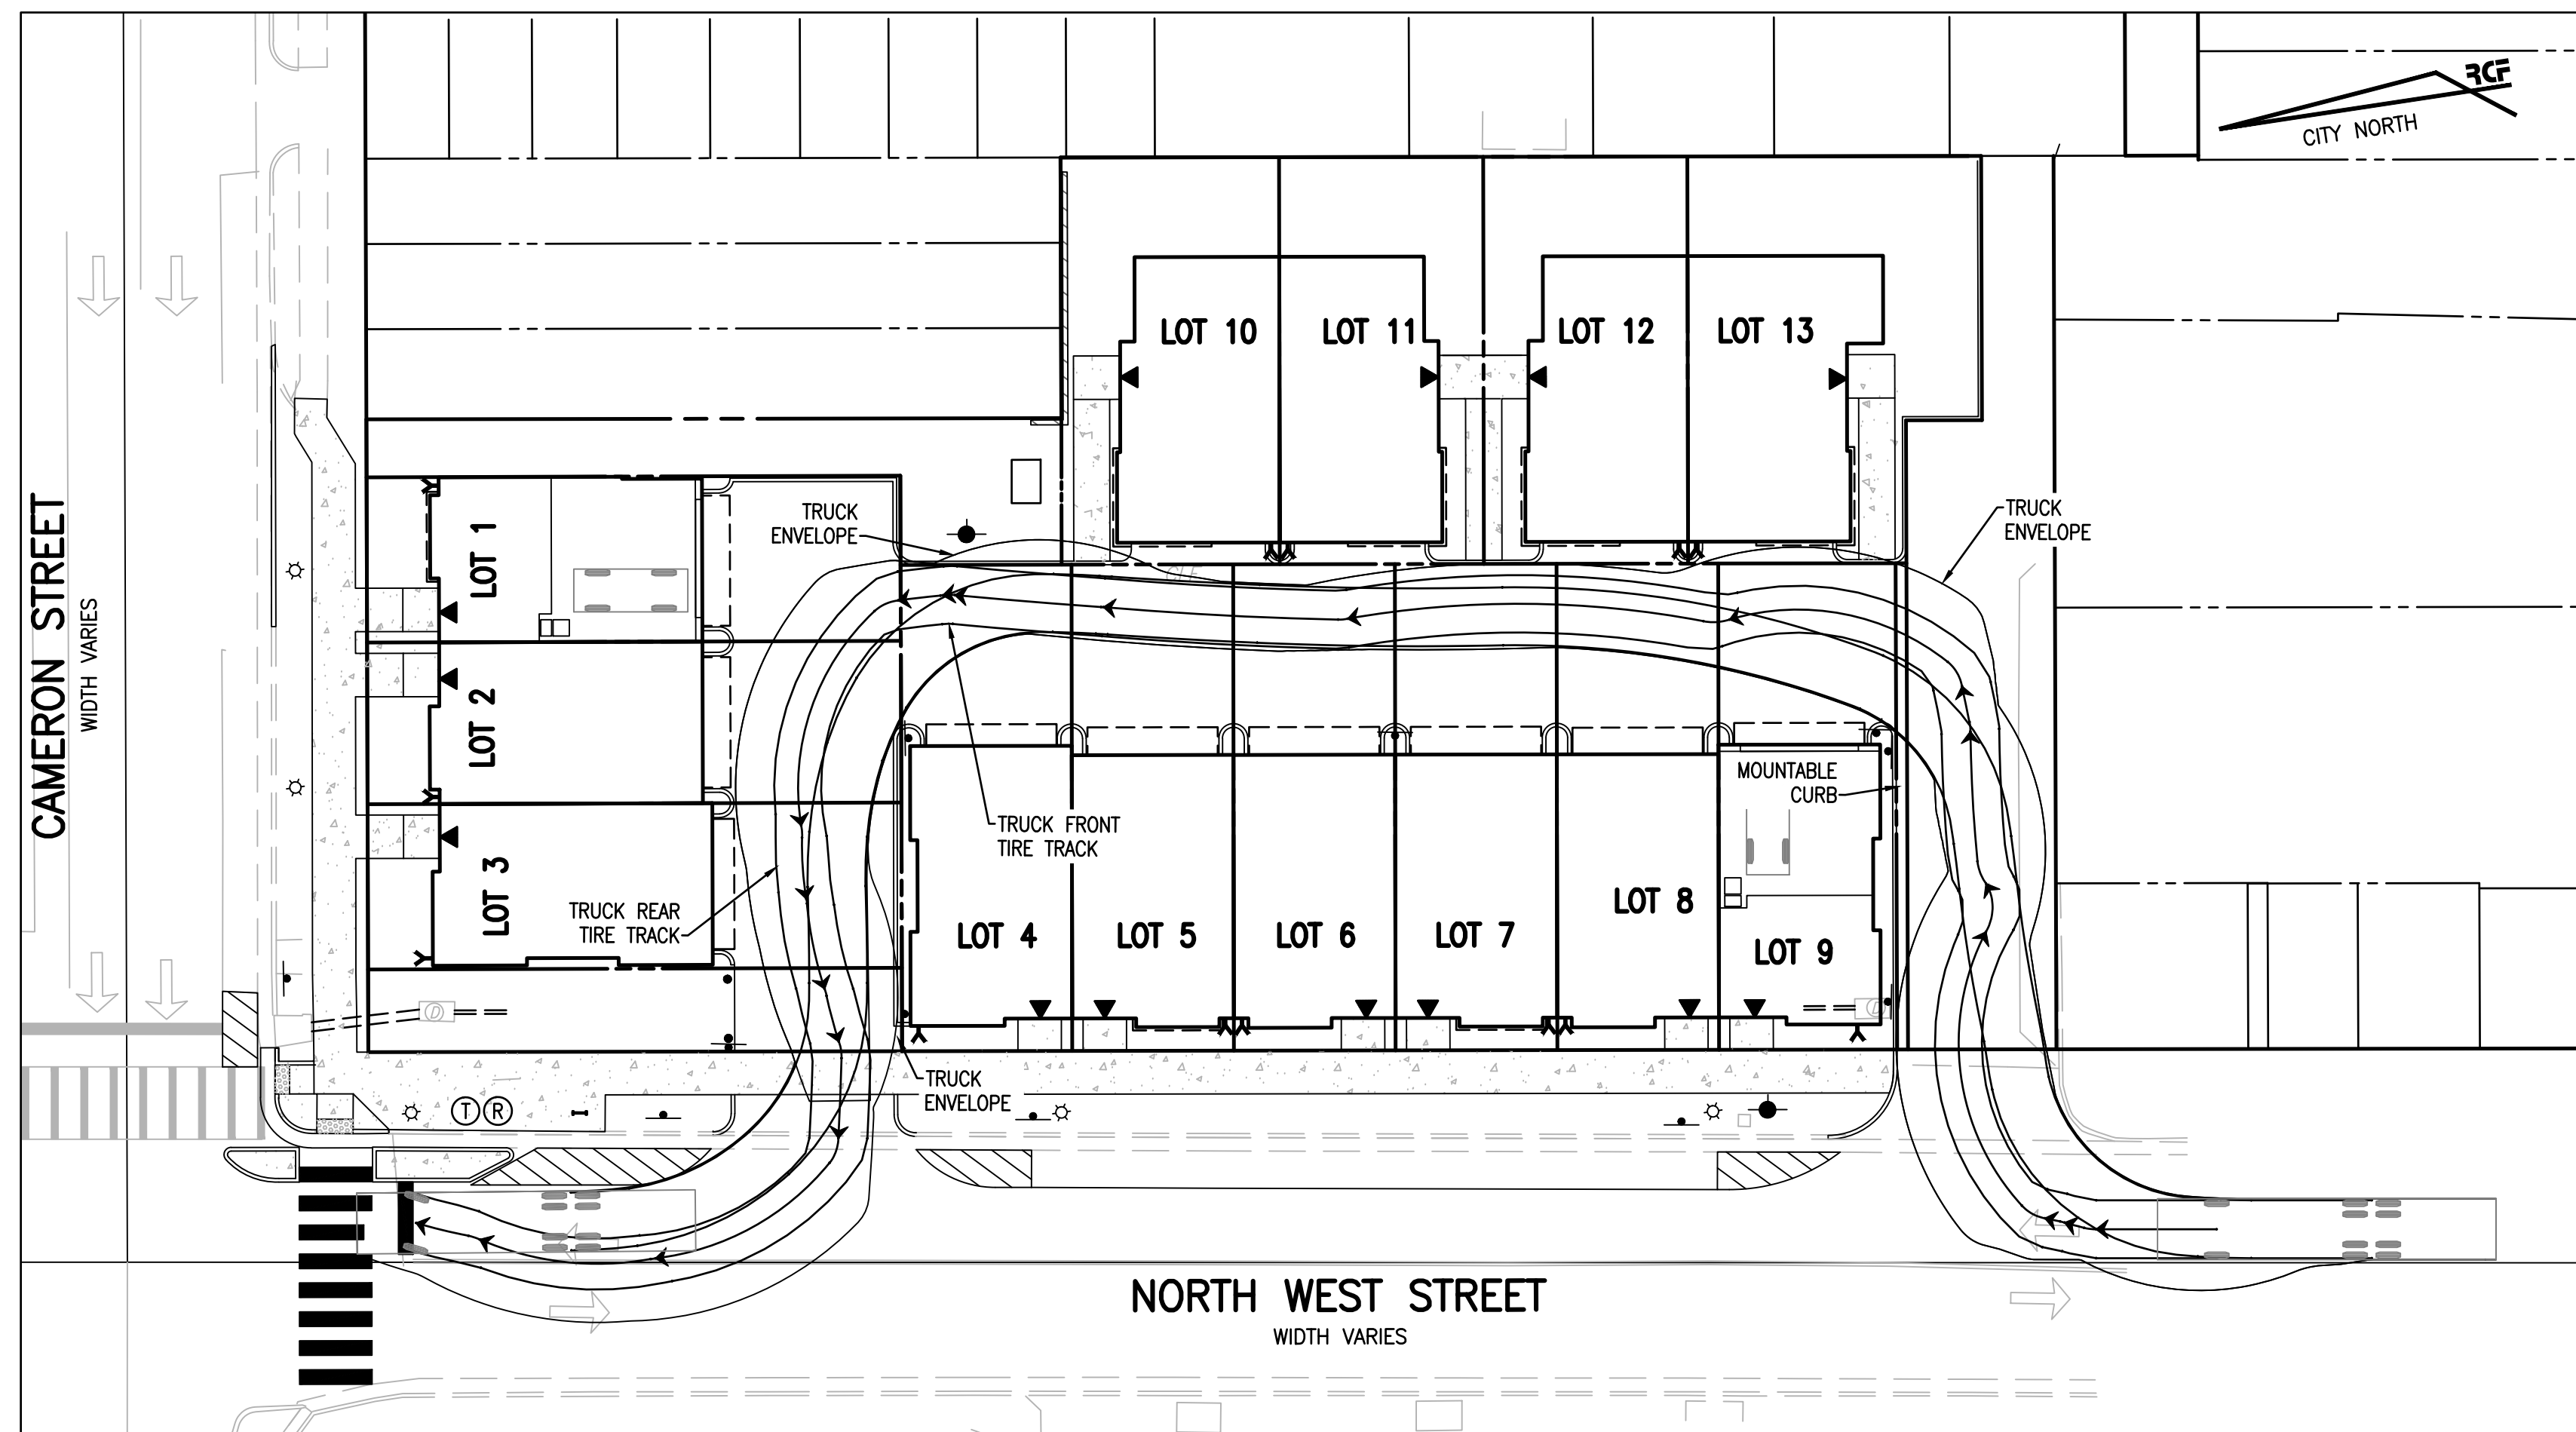 RCF
CITY NORTH
LOT 10
LOT 11
LOT 12
LOT 13
TRUCK
ENVELOPE
TRUCK
ENVELOPE
CAMERON STREET
WIDTH VARIES
LOT 1
LOT 2
LOT 3
CLF
MOUNTABLE
CURB
TRUCK FRONT
TIRE TRACK
TRUCK REAR
TIRE TRACK
LOT 4
LOT 5
LOT 6
LOT 7
LOT 8
LOT 9
D
D
TRUCK
ENVELOPE
T
R
NORTH WEST STREET
WIDTH VARIES